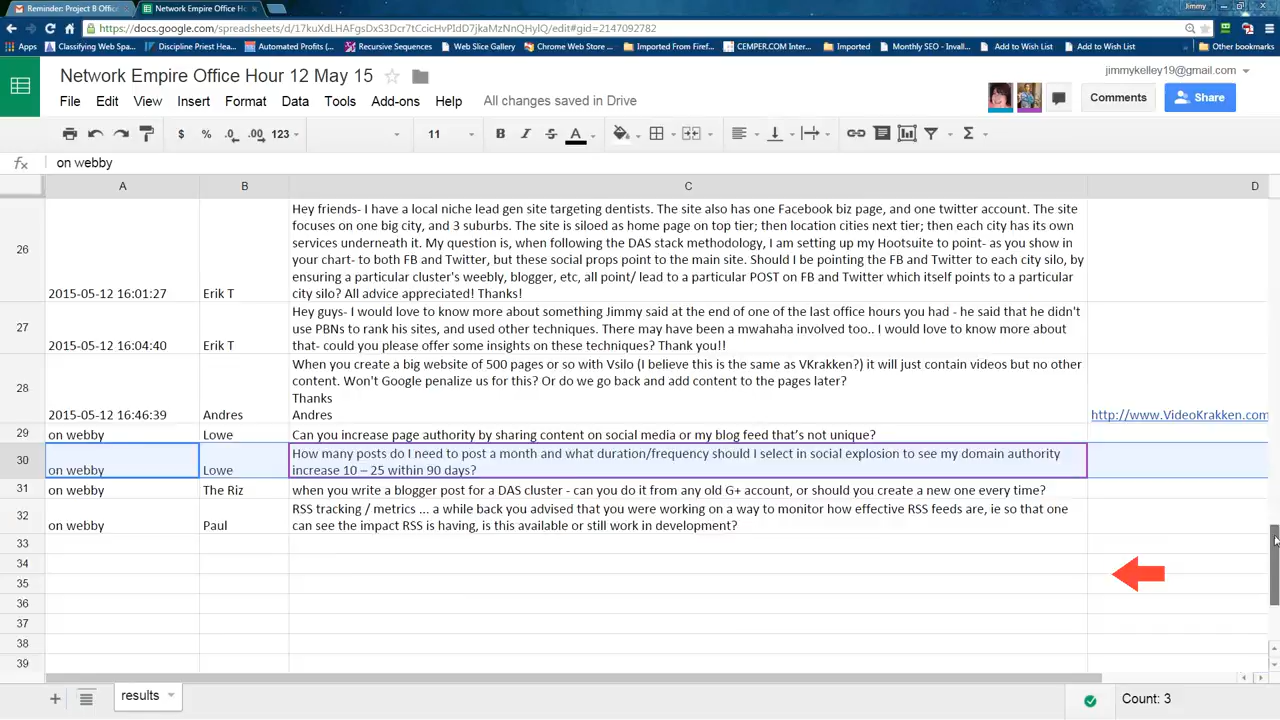 Reminder: Project B Office
Network Empire Office Ho
Jimmy
https://docs.google.com/spreadsheets/d/17kuXdLHAFgsDxS3Dcr7tCcicHvPldD7jkaMzNnQHylQ/edit#gid=2147092782
Apps
Classifying Web Spa...
Discipline Priest Hea...
Automated Profits (...
Recursive Sequences
Web Slice Gallery
Chrome Web Store ...
Imported From Firef...
CEMPER.COM Inter...
Imported
Monthly SEO - Invall...
Add to Wish List
Add to Wish List
Other bookmarks
Network Empire Office Hour 12 May 15
jimmykelley19@gmail.com
File Edit View Insert Format Data Tools Add-ons Help All changes saved in Drive
Comments
Share
$ % .0 .00 123 11 B I S A Σ
fx on webby
A B C D
26 2015-05-12 16:01:27 Erik T
Hey friends- I have a local niche lead gen site targeting dentists. The site also has one Facebook biz page, and one twitter account. The site
focuses on one big city, and 3 suburbs. The site is siloed as home page on top tier; then location cities next tier; then each city has its own
services underneath it. My question is, when following the DAS stack methodology, I am setting up my Hootsuite to point- as you show in
your chart- to both FB and Twitter, but these social props point to the main site. Should I be pointing the FB and Twitter to each city silo, by
ensuring a particular cluster's weebly, blogger, etc, all point/ lead to a particular POST on FB and Twitter which itself points to a particular
city silo? All advice appreciated! Thanks!
27 2015-05-12 16:04:40 Erik T
Hey guys- I would love to know more about something Jimmy said at the end of one of the last office hours you had - he said that he didn't
use PBNs to rank his sites, and used other techniques. There may have been a mwahaha involved too.. I would love to know more about
that- could you please offer some insights on these techniques? Thank you!!
28 2015-05-12 16:46:39 Andres
When you create a big website of 500 pages or so with Vsilo (I believe this is the same as VKrakken?) it will just contain videos but no other
content. Won't Google penalize us for this? Or do we go back and add content to the pages later?
Thanks
Andres
http://www.VideoKrakken.com
29 on webby Lowe Can you increase page authority by sharing content on social media or my blog feed that's not unique?
30 on webby Lowe
How many posts do I need to post a month and what duration/frequency should I select in social explosion to see my domain authority
increase 10 – 25 within 90 days?
31 on webby The Riz when you write a blogger post for a DAS cluster - can you do it from any old G+ account, or should you create a new one every time?
32 on webby Paul
RSS tracking / metrics ... a while back you advised that you were working on a way to monitor how effective RSS feeds are, ie so that one
can see the impact RSS is having, is this available or still work in development?
33
34
35
36
37
38
39
+ results
Count: 3